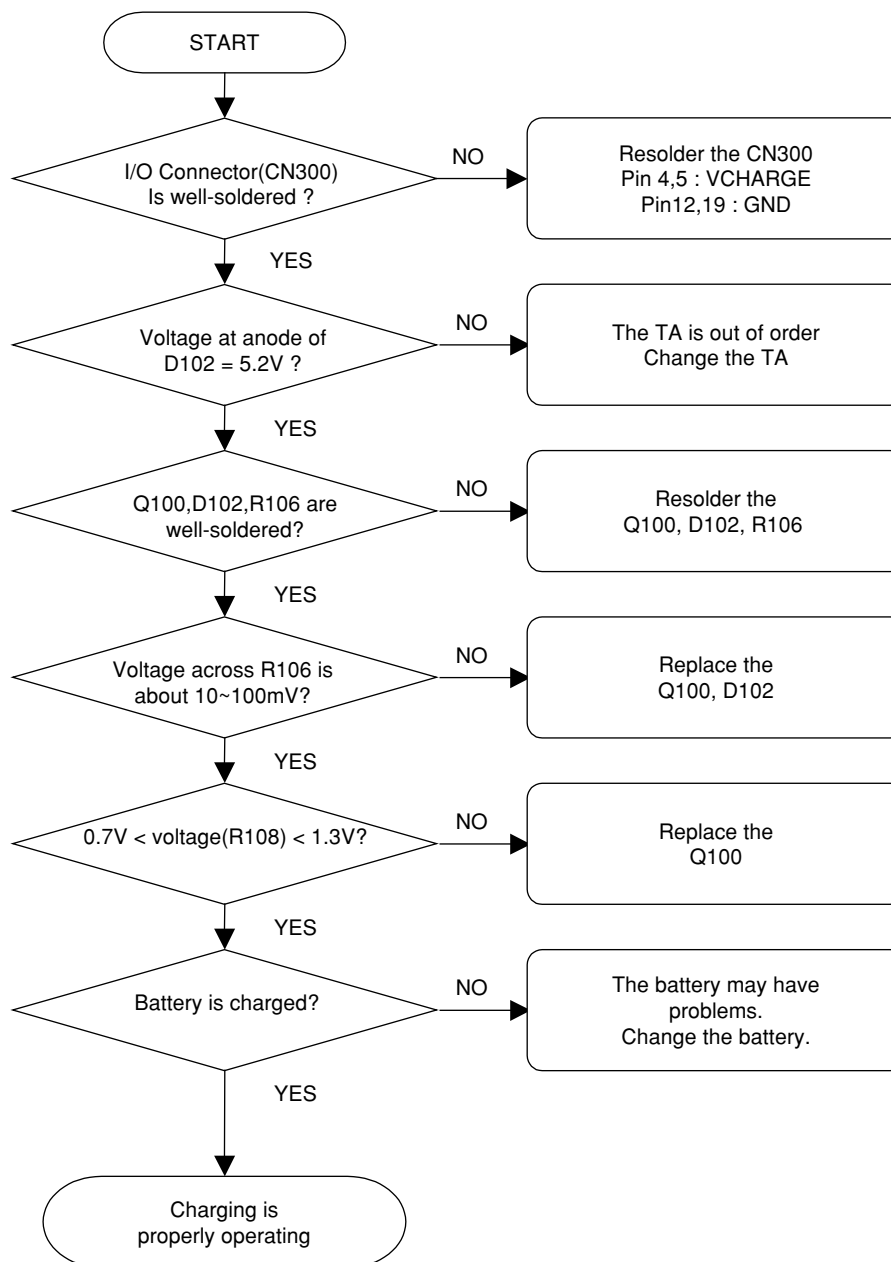 START
I/O Connector(CN300)
Is well-soldered ?
NO
Resolder the CN300
Pin 4,5 : VCHARGE
Pin12,19 : GND
YES
Voltage at anode of
D102 = 5.2V ?
NO
The TA is out of order
Change the TA
YES
Q100,D102,R106 are
well-soldered?
NO
Resolder the
Q100, D102, R106
YES
Voltage across R106 is
about 10~100mV?
NO
Replace the
Q100, D102
YES
0.7V < voltage(R108) < 1.3V?
NO
Replace the
Q100
YES
Battery is charged?
NO
The battery may have
problems.
Change the battery.
YES
Charging is
properly operating